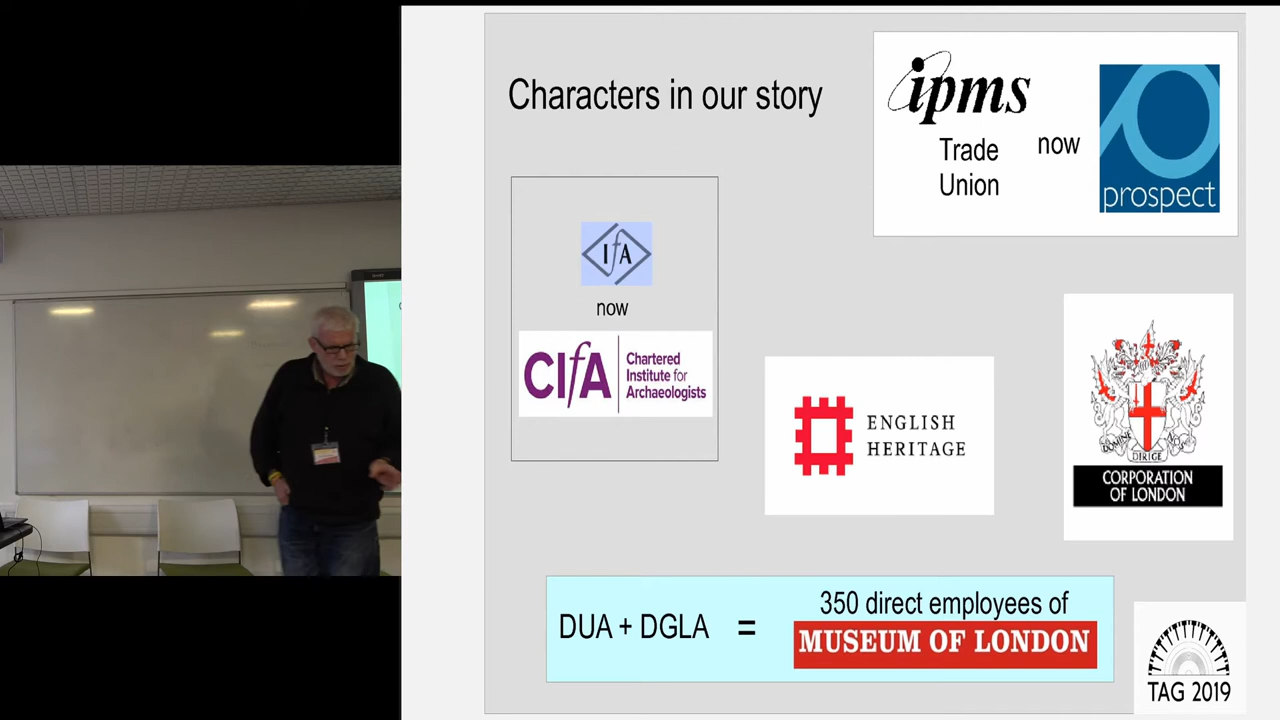 Characters in our story
ipms
Trade
Union
now
prospect
IfA
now
CIfA
Chartered
Institute for
Archaeologists
ENGLISH
HERITAGE
DOMINE
DIRIGE
NOS
CORPORATION
OF LONDON
DUA + DGLA =
350 direct employees of
MUSEUM OF LONDON
TAG 2019